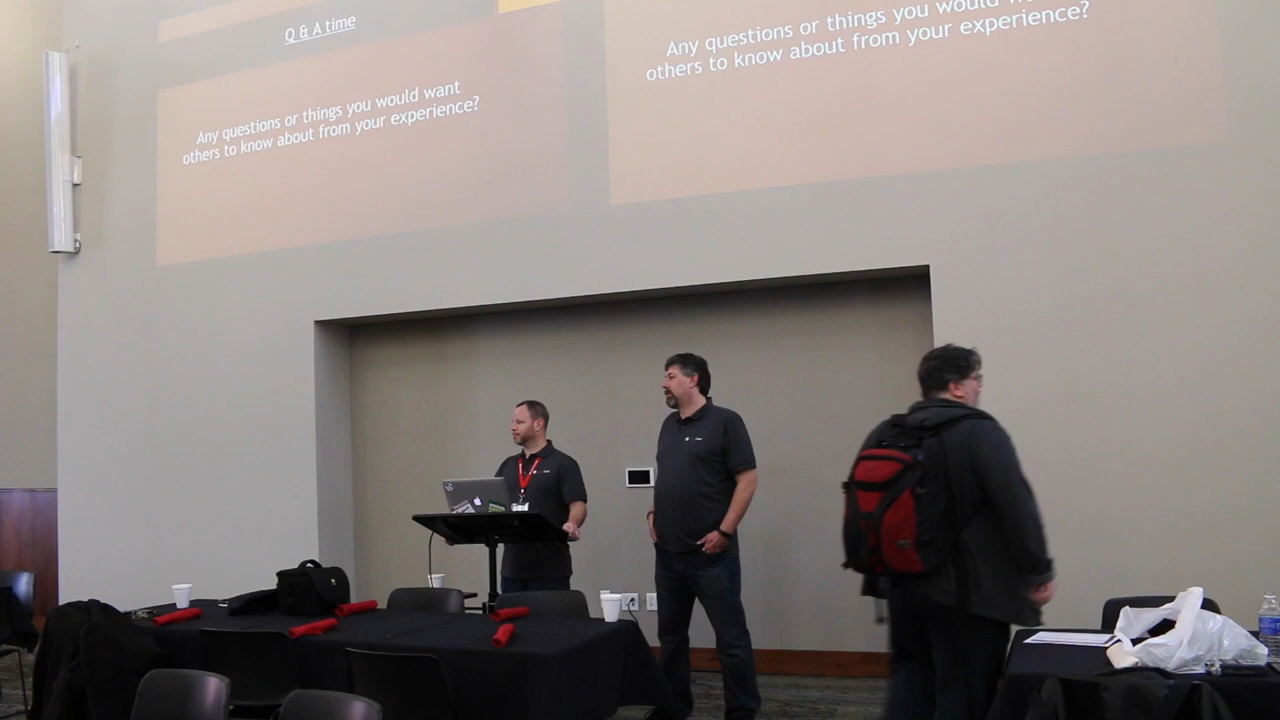 Q & A time
Any questions or things you would want
others to know about from your experience?
Any questions or things you would
others to know about from your experience?